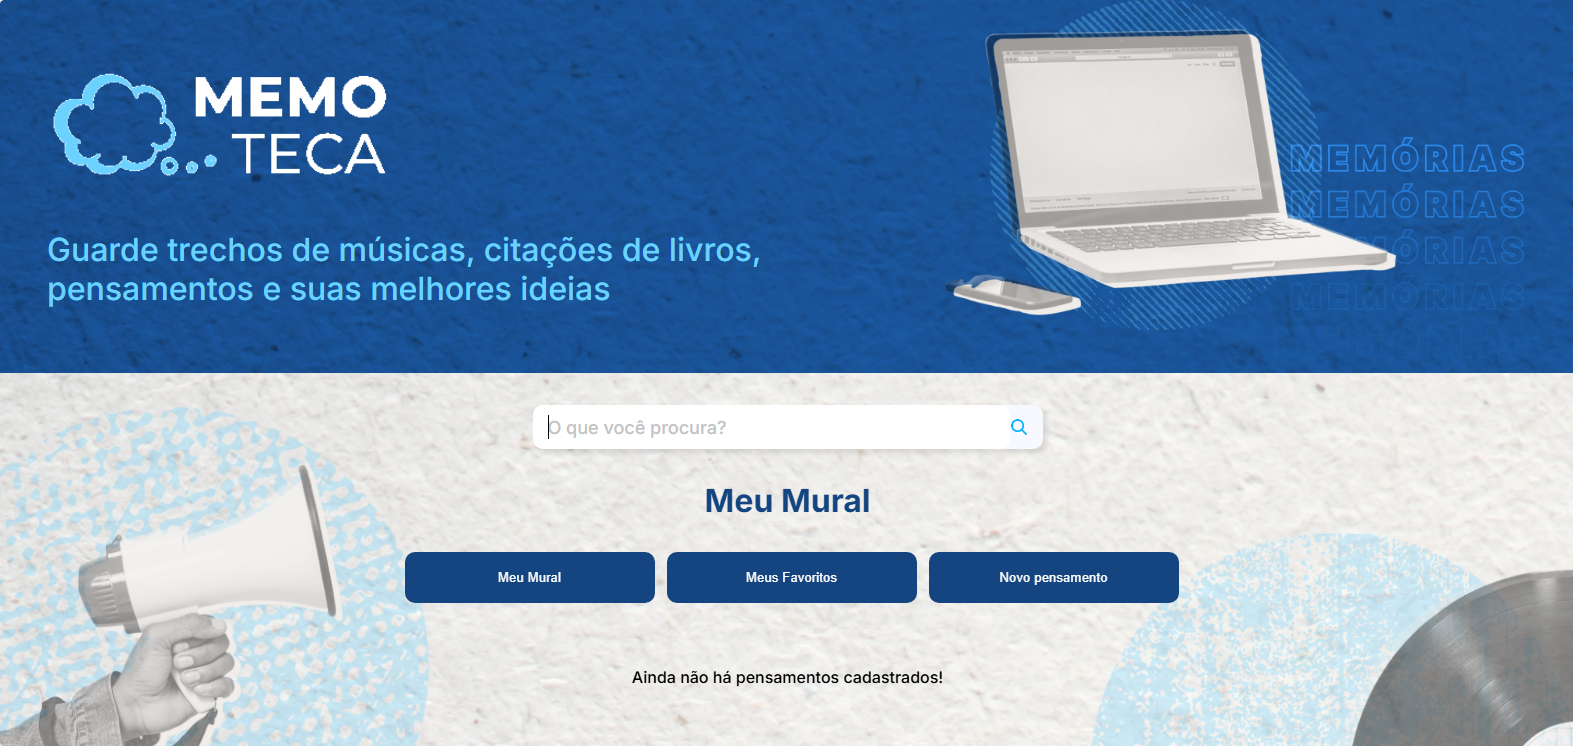 MEMO
TECA
Guarde trechos de músicas, citações de livros,
pensamentos e suas melhores ideias
MEMÓRIAS
MEMÓRIAS
MÓRIAS
MEMÓRIAS
O que você procura?
Meu Mural
Meu Mural
Meus Favoritos
Novo pensamento
Ainda não há pensamentos cadastrados!